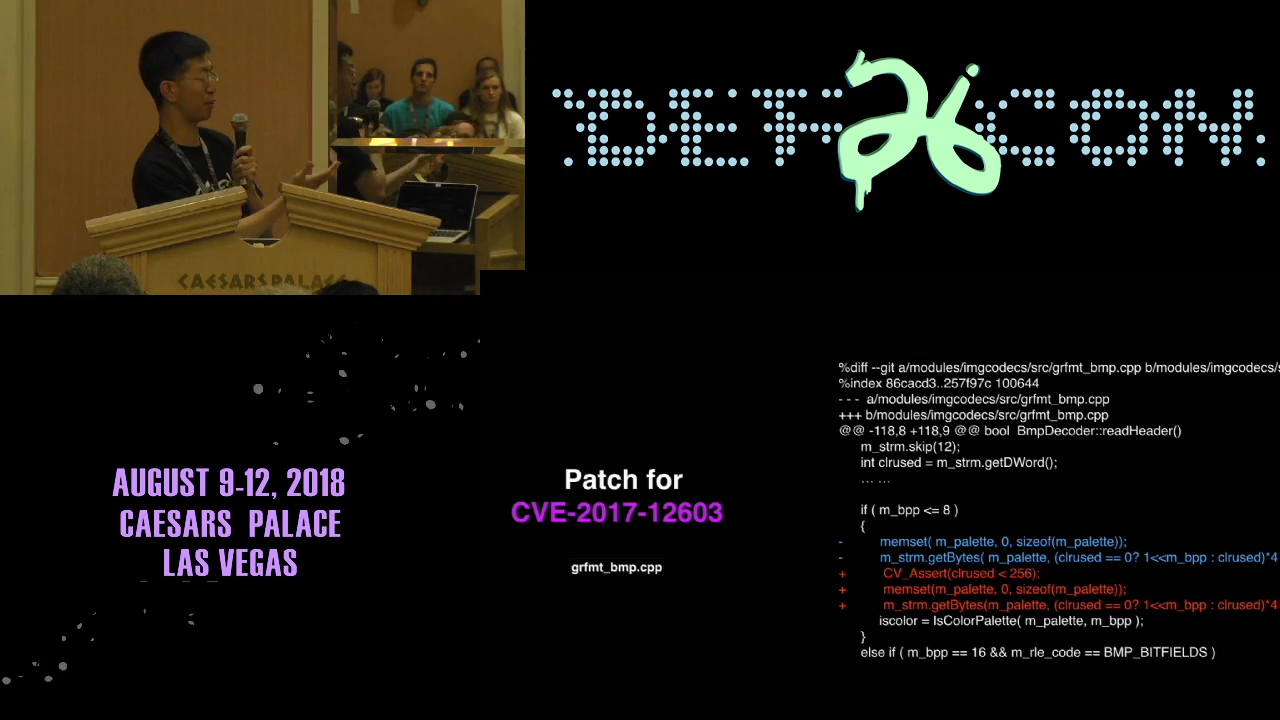 DEF 26 CON.
CAESARS PALACE
AUGUST 9-12, 2018
CAESARS PALACE
LAS VEGAS
Patch for
CVE-2017-12603
grfmt_bmp.cpp
%diff --git a/modules/imgcodecs/src/grfmt_bmp.cpp b/modules/imgcodecs/
%index 86cacd3..257f97c 100644
- - -  a/modules/imgcodecs/src/grfmt_bmp.cpp
+++ b/modules/imgcodecs/src/grfmt_bmp.cpp
@@ -118,8 +118,9 @@ bool  BmpDecoder::readHeader()
m_strm.skip(12);
int clrused = m_strm.getDWord();
... ...
if ( m_bpp <= 8 )
{
- memset( m_palette, 0, sizeof(m_palette));
- m_strm.getBytes( m_palette, (clrused == 0? 1<<m_bpp : clrused)*4
+ CV_Assert(clrused < 256);
+ memset(m_palette, 0, sizeof(m_palette));
+ m_strm.getBytes(m_palette, (clrused == 0? 1<<m_bpp : clrused)*4
iscolor = IsColorPalette( m_palette, m_bpp );
}
else if ( m_bpp == 16 && m_rle_code == BMP_BITFIELDS )